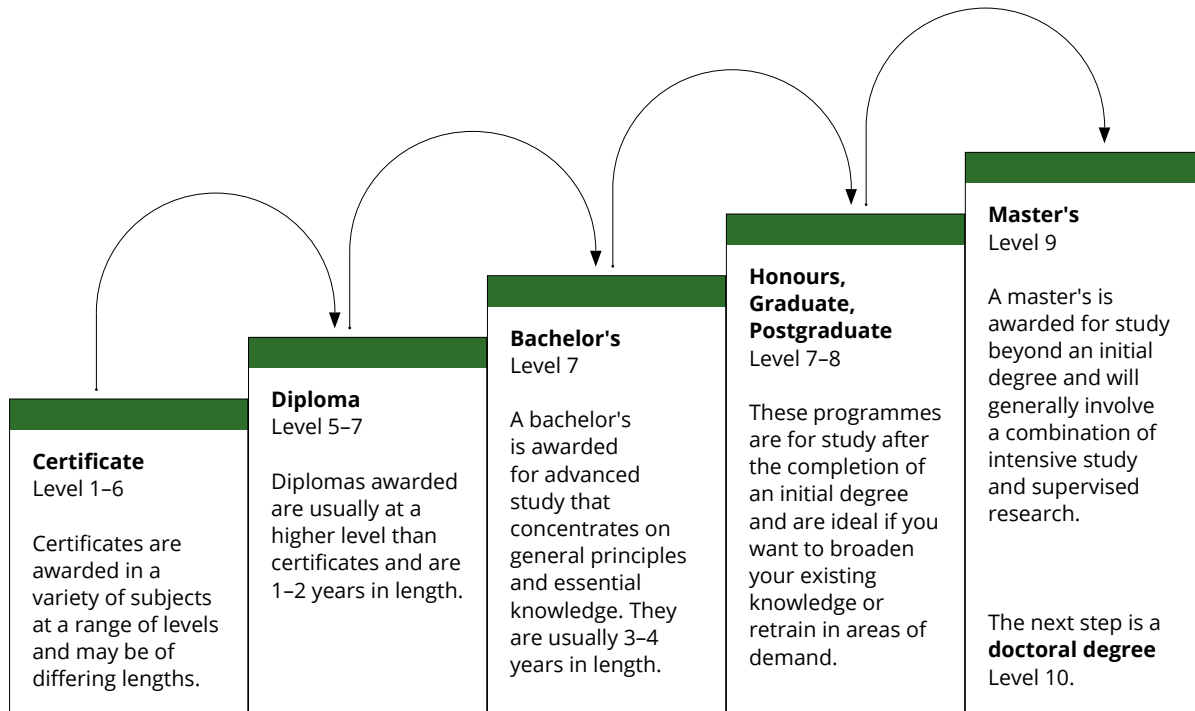 Certificate
Level 1–6
Certificates are
awarded in a
variety of subjects
at a range of levels
and may be of
differing lengths.
Diploma
Level 5–7
Diplomas awarded
are usually at a
higher level than
certificates and are
1–2 years in length.
Bachelor's
Level 7
A bachelor's
is awarded
for advanced
study that
concentrates on
general principles
and essential
knowledge. They
are usually 3–4
years in length.
Honours,
Graduate,
Postgraduate
Level 7–8
These programmes
are for study after
the completion of
an initial degree
and are ideal if you
want to broaden
your existing
knowledge or
retrain in areas of
demand.
Master's
Level 9
A master's is
awarded for study
beyond an initial
degree and will
generally involve
a combination of
intensive study
and supervised
research.
The next step is a
doctoral degree
Level 10.